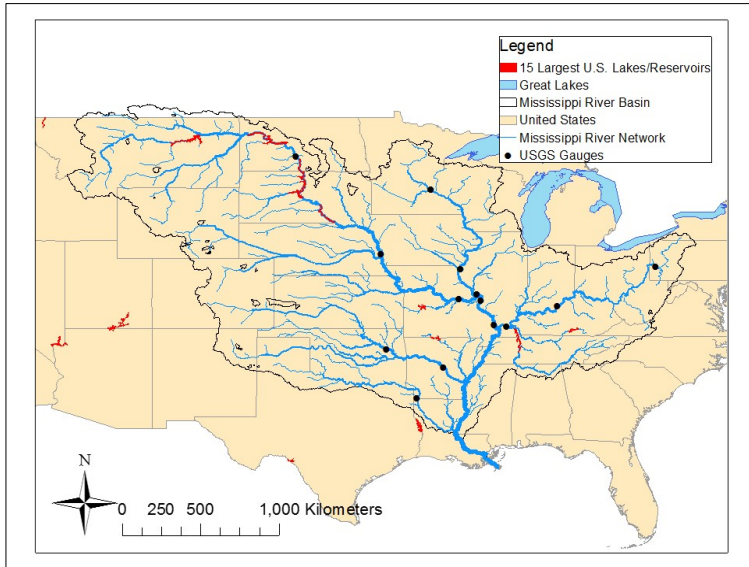 Legend
15 Largest U.S. Lakes/Reservoirs
Great Lakes
Mississippi River Basin
United States
Mississippi River Network
USGS Gauges
N
0 250 500 1,000 Kilometers